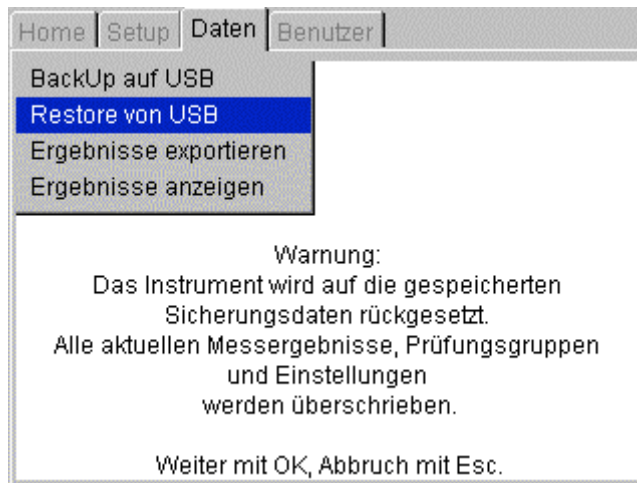 Home Setup Daten Benutzer
BackUp auf USB
Restore von USB
Ergebnisse exportieren
Ergebnisse anzeigen
Warnung:
Das Instrument wird auf die gespeicherten
Sicherungsdaten rückgesetzt.
Alle aktuellen Messergebnisse, Prüfungsgruppen
und Einstellungen
werden überschrieben.
Weiter mit OK, Abbruch mit Esc.